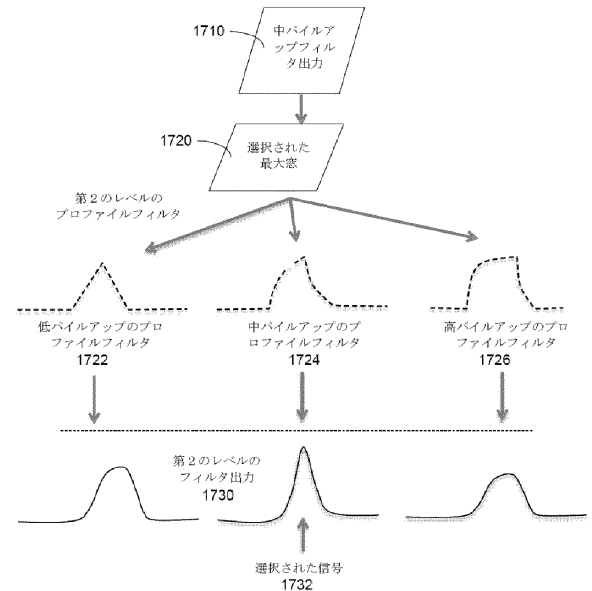 1710
中パイルア
ップフィル
タ出力
1720
選択された
最大窓
第２のレベルの
プロファイルフィルタ
低パイルアップのプロ
ファイルフィルタ
1722
中パイルアップのプ
ロファイルフィルタ
1724
高パイルアップのプロ
ファイルフィルタ
1726
第２のレベルの
フィルタ出力
1730
選択された信号
1732